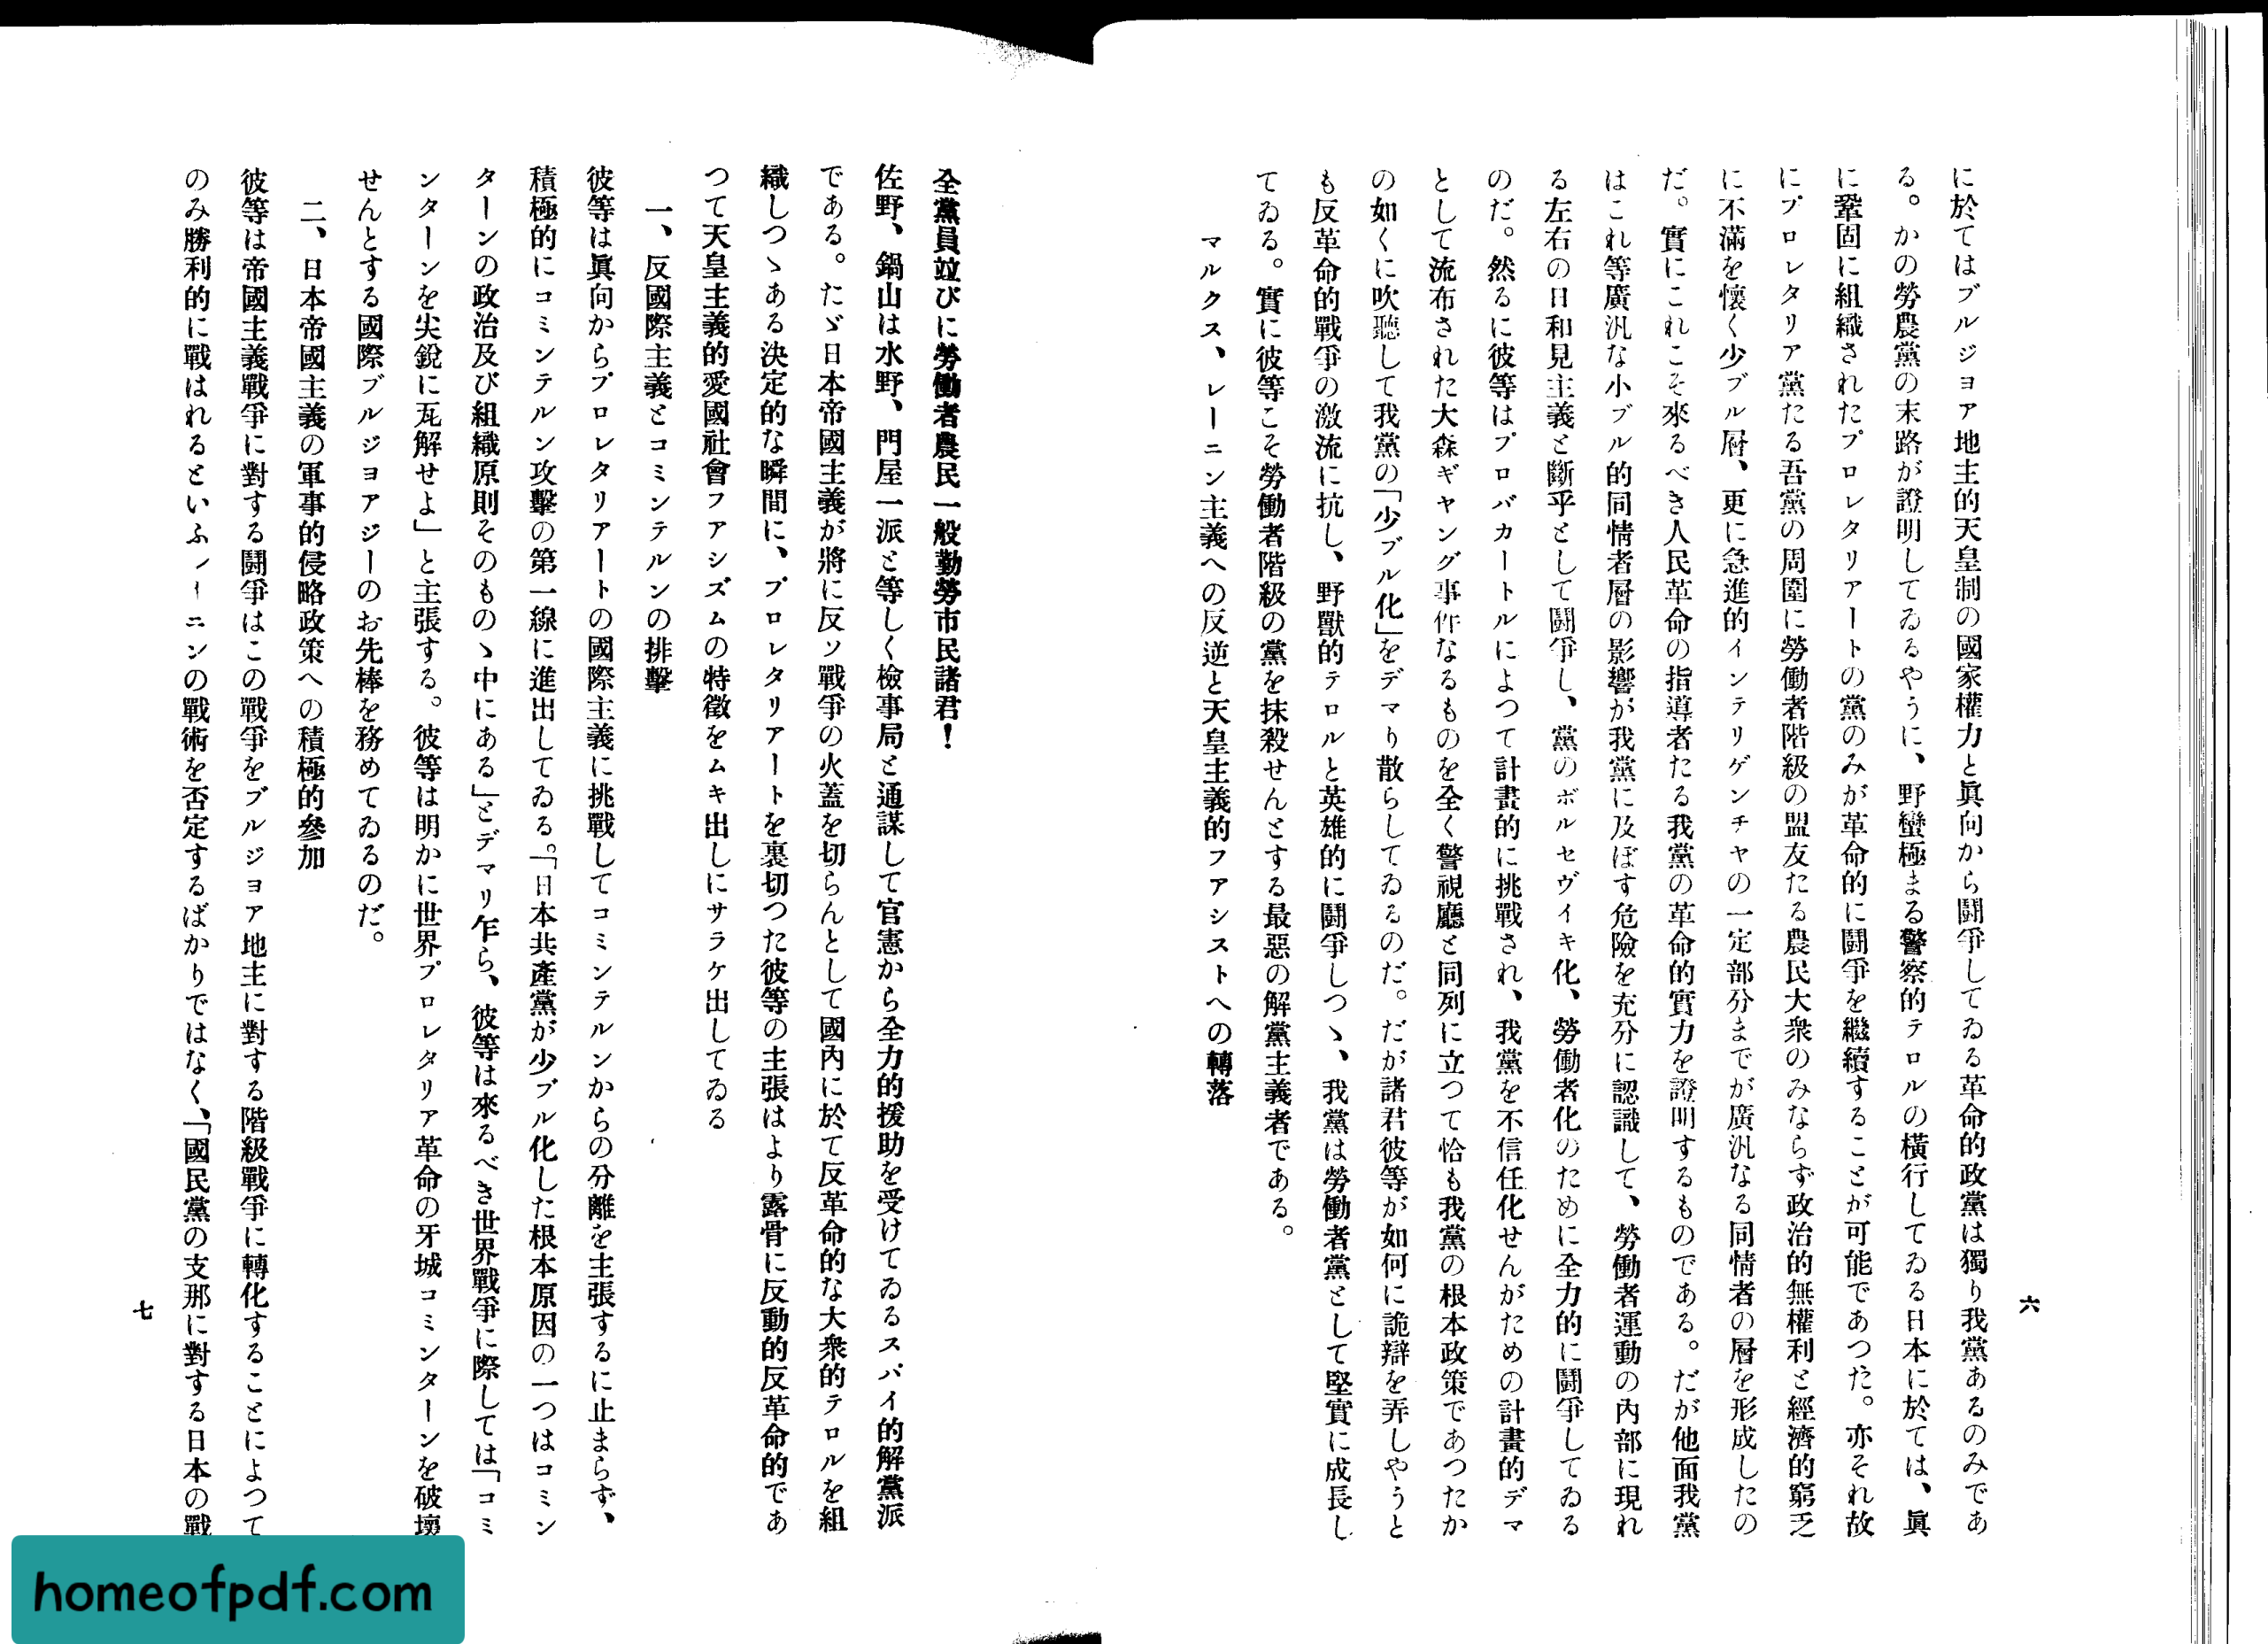 六
に於てはブルジョア地主的天皇制の國家權力と眞向から鬪爭してゐる革命的政黨は獨り我黨あるのみであ
る。かの勞農黨の末路が證明してゐるやうに、野蠻極まる警察的テロルの橫行してゐる日本に於ては、眞
に鞏固に組織されたプロレタリアートの黨のみが革命的に鬪爭を繼續することが可能であつた。亦それ故
にプロレタリア黨たる吾黨の周圍に勞働者階級の盟友たる農民大衆のみならず政治的無權利と經濟的窮乏
に不滿を懷く少ブル層、更に急進的インテリゲンチャの一定部分までが廣汎なる同情者の層を形成したの
だ。實にこれこそ來るべき人民革命の指導者たる我黨の革命的實力を證明するものである。だが他面我黨
はこれ等廣汎な小ブル的同情者層の影響が我黨に及ぼす危險を充分に認識して、勞働者運動の內部に現れ
る左右の日和見主義と斷乎として鬪爭し、黨のボルセヴィキ化、勞働者化のために全力的に鬪爭してゐる
のだ。然るに彼等はプロバカートルによつて計畫的に挑戰され、我黨を不信任化せんがための計畫的デマ
として流布された大森ギャング事件なるものを全く警視廳と同列に立つて恰も我黨の根本政策であつたか
の如くに吹聽して我黨の「少ブル化」をデマり散らしてゐるのだ。だが諸君彼等が如何に詭辯を弄しやうと
も反革命的戰爭の激流に抗し、野獸的テロルと英雄的に鬪爭しつゝ、我黨は勞働者黨として堅實に成長し
てゐる。實に彼等こそ勞働者階級の黨を抹殺せんとする最惡の解黨主義者である。
マルクス、レーニン主義への反逆と天皇主義的フアシストへの轉落
全黨員竝びに勞働者農民一般勤勞市民諸君！
佐野、鍋山は水野、門屋一派と等しく檢事局と通謀して官憲から全力的援助を受けてゐるスパイ的解黨派
である。たゞ日本帝國主義が將に反ソ戰爭の火蓋を切らんとして國內に於て反革命的な大衆的テロルを組
織しつゝある決定的な瞬間に、プロレタリアートを裏切つた彼等の主張はより露骨に反動的反革命的であ
つて天皇主義的愛國社會フアシズムの特徵をムキ出しにサラケ出してゐる
一、反國際主義とコミンテルンの排擊
彼等は眞向からプロレタリアートの國際主義に挑戰してコミンテルンからの分離を主張するに止まらず、
積極的にコミンテルン攻擊の第一線に進出してゐる。「日本共產黨が少ブル化した根本原因の一つはコミン
ターンの政治及び組織原則そのものゝ中にある」とデマリ乍ら、彼等は來るべき世界戰爭に際しては「コミ
ンターンを尖銳に瓦解せよ」と主張する。彼等は明かに世界プロレタリア革命の牙城コミンターンを破壞
せんとする國際ブルジヨアジーのお先棒を務めてゐるのだ。
二、日本帝國主義の軍事的侵略政策への積極的參加
彼等は帝國主義戰爭に對する鬪爭はこの戰爭をブルジョア地主に對する階級戰爭に轉化することによつて
のみ勝利的に戰はれるといふレーニンの戰術を否定するばかりではなく、「國民黨の支那に對する日本の戰
七
homeofpdf.com